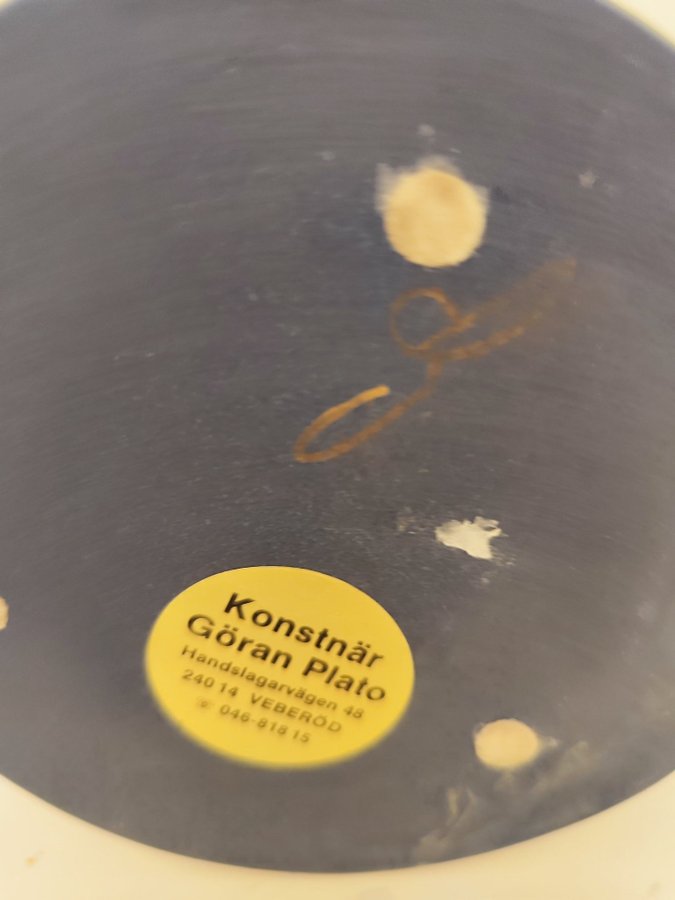 Konstnär
Göran Plato
Handslagarvägen 48
240 14 VEBERÖD
☏ 046-818 15